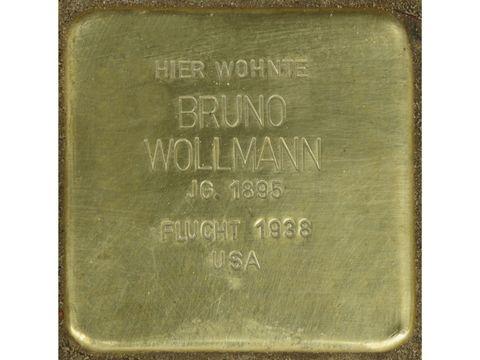 HIER WOHNTE
BRUNO
WOLLMANN
JG. 1895
FLUCHT 1938
USA